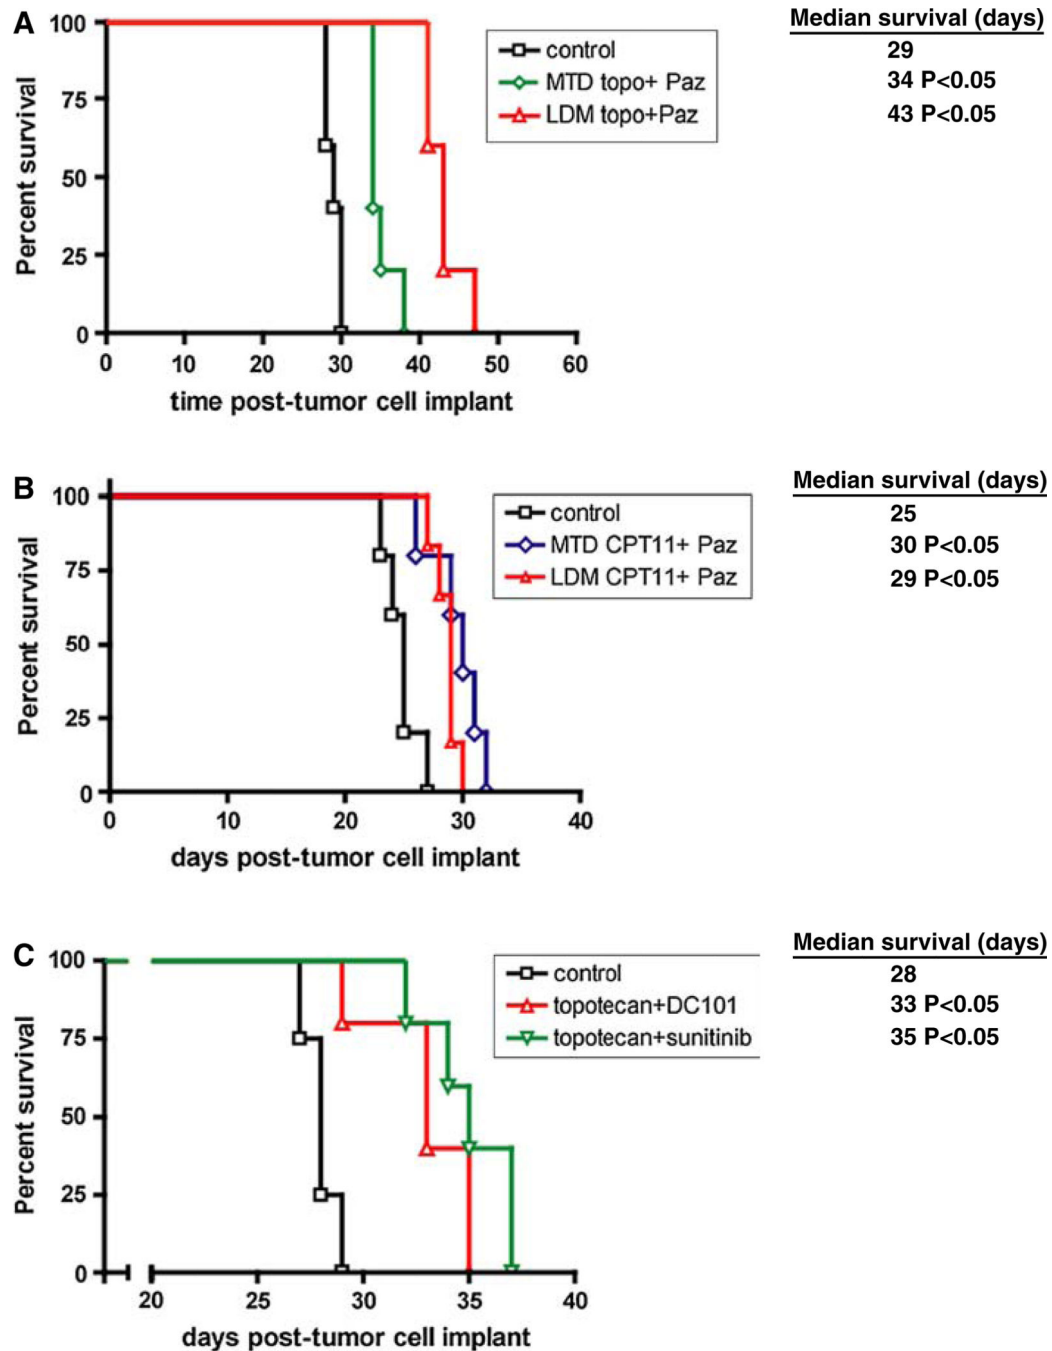 A
Percent survival
100
75
50
25
0
0 10 20 30 40 50 60
time post-tumor cell implant
control
MTD topo+ Paz
LDM topo+Paz
Median survival (days)
29
34 P<0.05
43 P<0.05
B
Percent survival
100
75
50
25
0
0 10 20 30 40
days post-tumor cell implant
control
MTD CPT11+ Paz
LDM CPT11+ Paz
Median survival (days)
25
30 P<0.05
29 P<0.05
C
Percent survival
100
75
50
25
0
20 25 30 35 40
days post-tumor cell implant
control
topotecan+DC101
topotecan+sunitinib
Median survival (days)
28
33 P<0.05
35 P<0.05